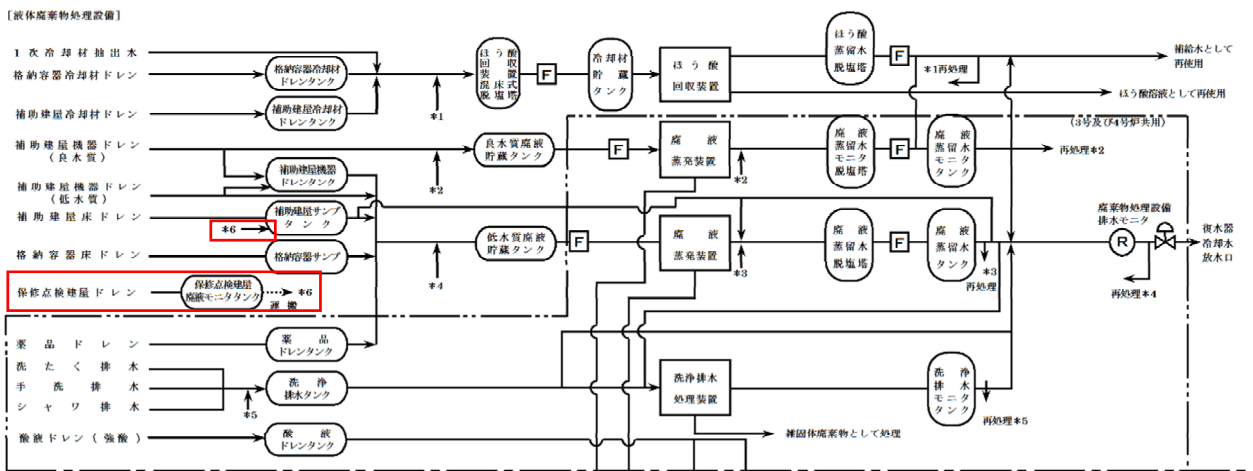 ［液体廃棄物処理設備］
1次冷却材抽出水
格納容器冷却材ドレン
格納容器冷却材
ドレンタンク
補助建屋冷却材ドレン
補助建屋冷却材
ドレンタンク
*1
ほう酸
回収
装置
混床式
脱塩塔
F
冷却材
貯蔵
タンク
ほう酸
回収装置
ほう酸
蒸留水
脱塩塔
F
*1再処理
補給水として
再使用
ほう酸溶液として再使用
(3号及び4号炉共用)
補助建屋機器ドレン
(良水質)
*2
良水質廃液
貯蔵タンク
F
廃液
蒸発装置
*2
廃液
蒸留水
モニタ
脱塩塔
F
廃液
蒸留水
モニタ
タンク
再処理*2
補助建屋機器
ドレンタンク
補助建屋機器ドレン
(低水質)
補助建屋床ドレン
*6
補助建屋サンプ
タンク
格納容器床ドレン
格納容器サンプ
*4
低水質廃液
貯蔵タンク
F
廃液
蒸発装置
*3
廃液
蒸留水
脱塩塔
F
廃液
蒸留水
タンク
*3
再処理
廃棄物処理設備
排水モニタ
R
再処理*4
復水器
冷却水
放水口
保修点検建屋ドレン
保修点検建屋
廃液モニタタンク
*6
運搬
薬品ドレン
薬品
ドレンタンク
洗たく排水
手洗排水
シャワ排水
*5
洗浄
排水タンク
洗浄排水
処理装置
洗浄
排水
モニタ
タンク
再処理*5
雑固体廃棄物として処理
酸液ドレン(強酸)
酸液
ドレンタンク